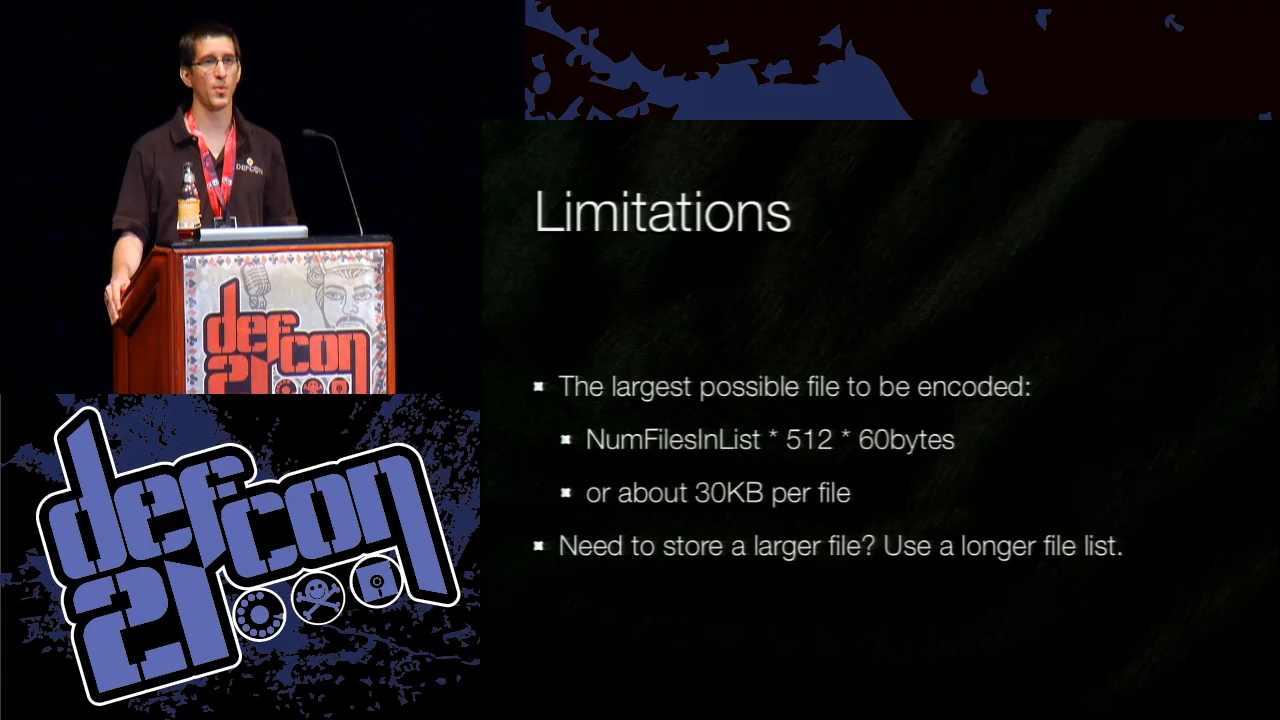 DEFCON
defcon
21
Limitations
The largest possible file to be encoded:
NumFilesInList * 512 * 60bytes
or about 30KB per file
Need to store a larger file? Use a longer file list.
defcon
21